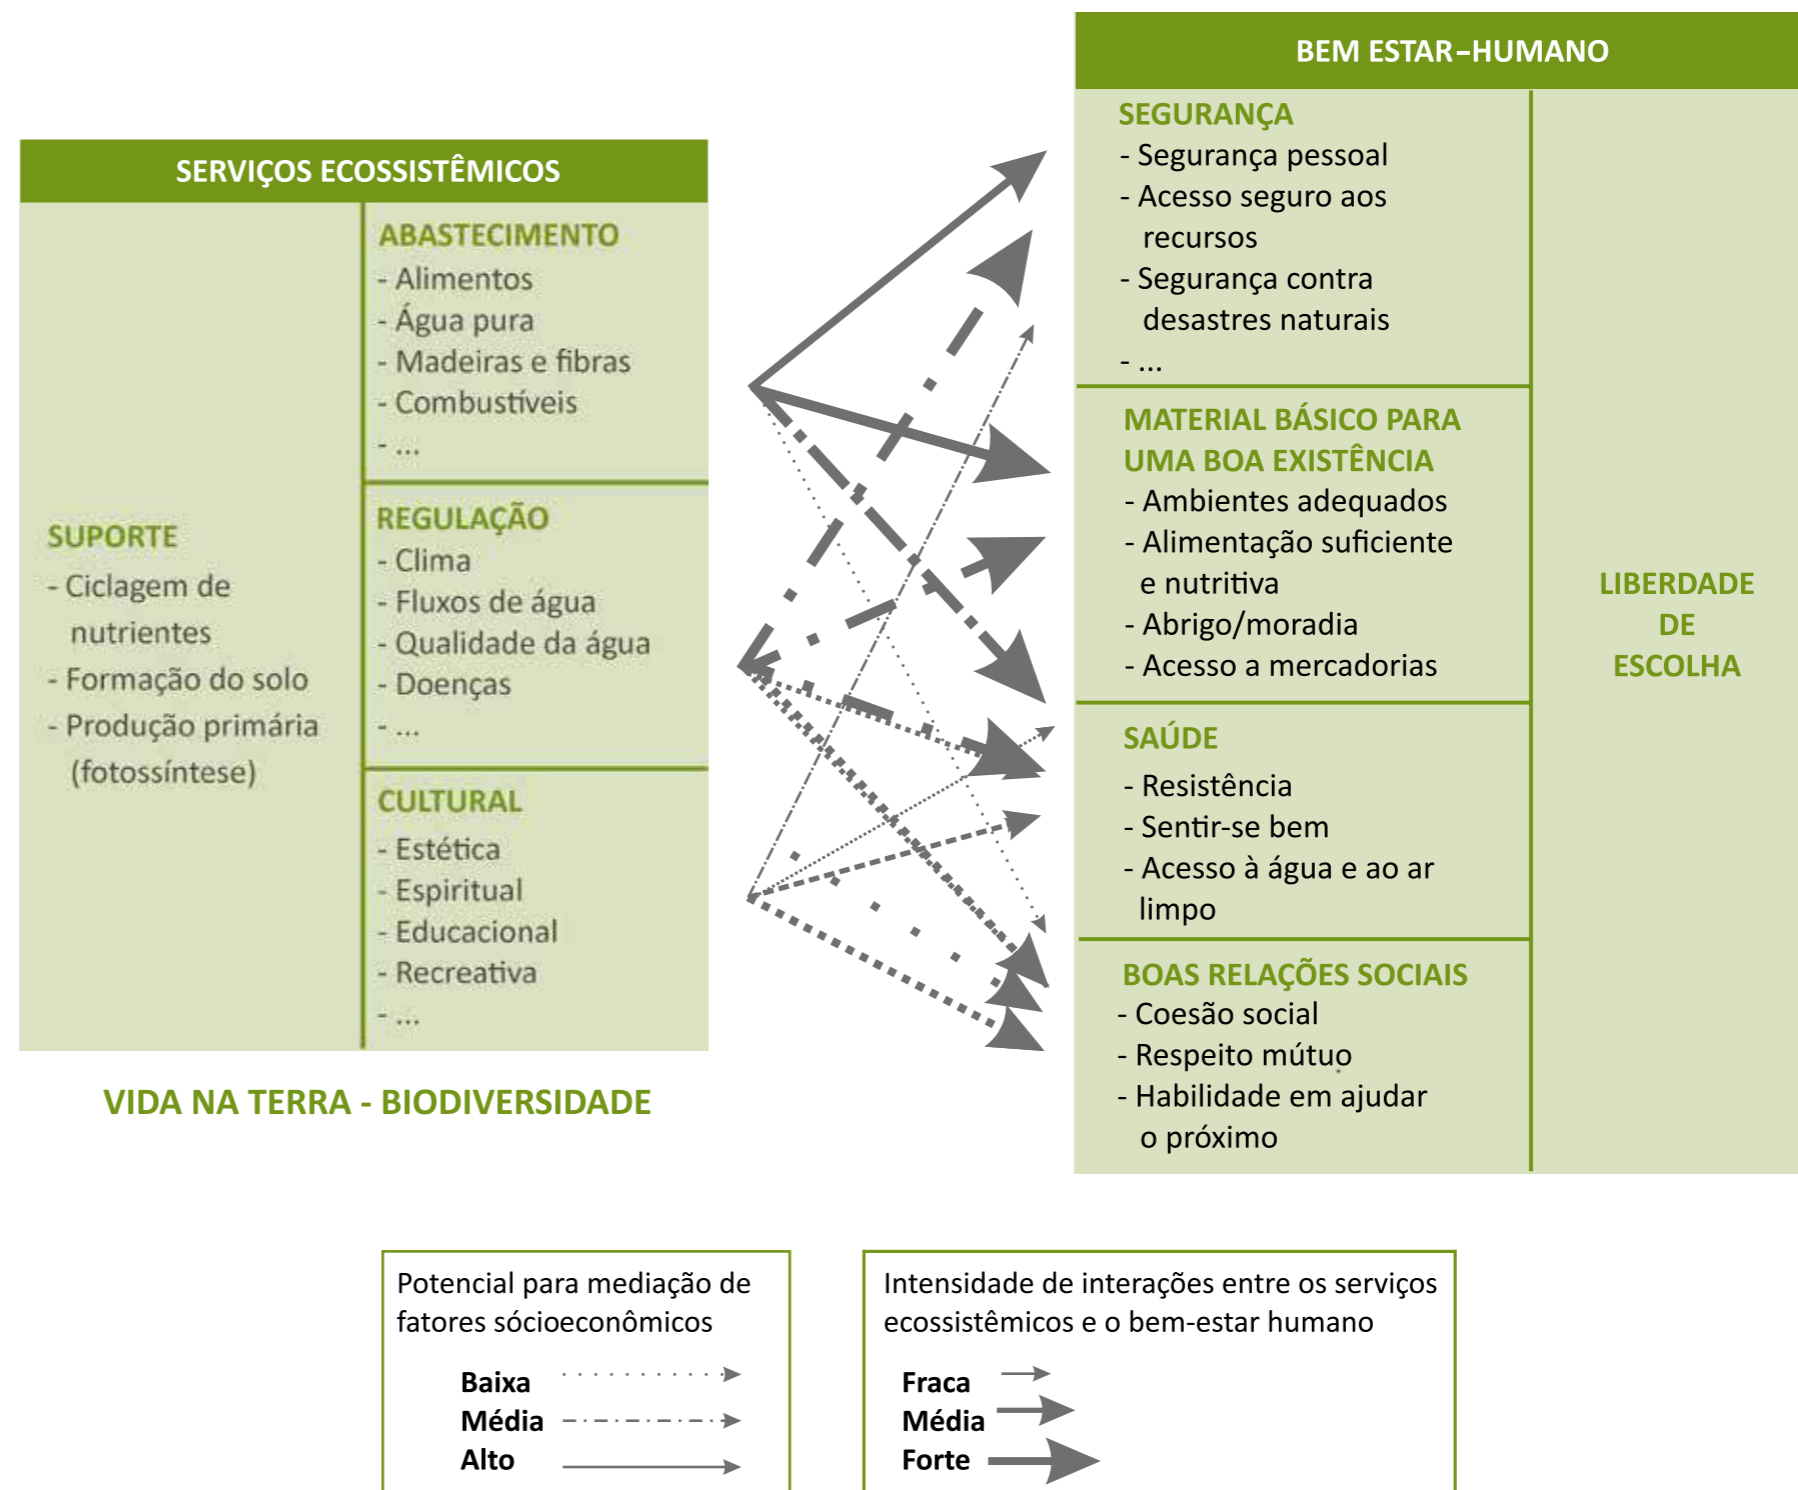 SERVIÇOS ECOSSISTÊMICOS
SUPORTE
- Ciclagem de
nutrientes
- Formação do solo
- Produção primária
(fotossíntese)
ABASTECIMENTO
- Alimentos
- Água pura
- Madeiras e fibras
- Combustíveis
- ...
REGULAÇÃO
- Clima
- Fluxos de água
- Qualidade da água
- Doenças
- ...
CULTURAL
- Estética
- Espiritual
- Educacional
- Recreativa
- ...
VIDA NA TERRA - BIODIVERSIDADE
BEM ESTAR-HUMANO
SEGURANÇA
- Segurança pessoal
- Acesso seguro aos
recursos
- Segurança contra
desastres naturais
- ...
MATERIAL BÁSICO PARA
UMA BOA EXISTÊNCIA
- Ambientes adequados
- Alimentação suficiente
e nutritiva
- Abrigo/moradia
- Acesso a mercadorias
SAÚDE
- Resistência
- Sentir-se bem
- Acesso à água e ao ar
limpo
BOAS RELAÇÕES SOCIAIS
- Coesão social
- Respeito mútuo
- Habilidade em ajudar
o próximo
LIBERDADE
DE
ESCOLHA
Potencial para mediação de
fatores sócioeconômicos
Baixa
Média
Alto
Intensidade de interações entre os serviços
ecossistêmicos e o bem-estar humano
Fraca
Média
Forte